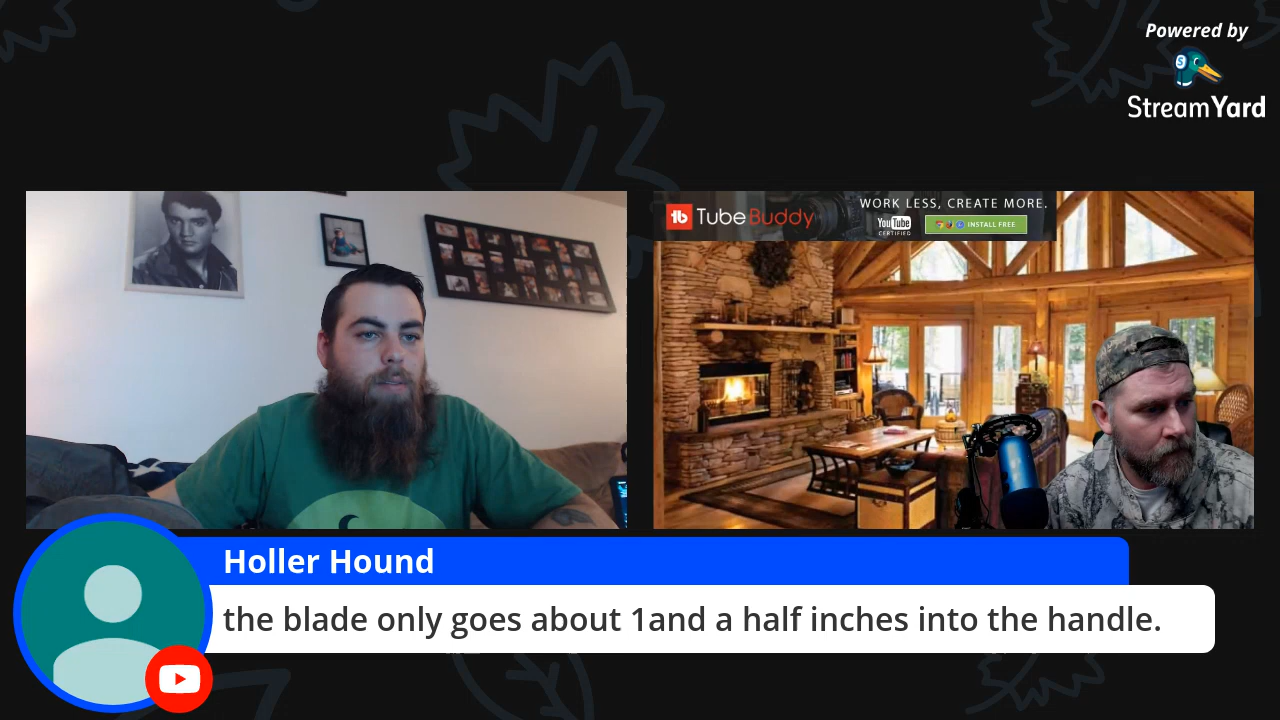 Powered by
StreamYard
TubeBuddy
WORK LESS, CREATE MORE.
YouTube
CERTIFIED
INSTALL FREE
Holler Hound
the blade only goes about 1and a half inches into the handle.